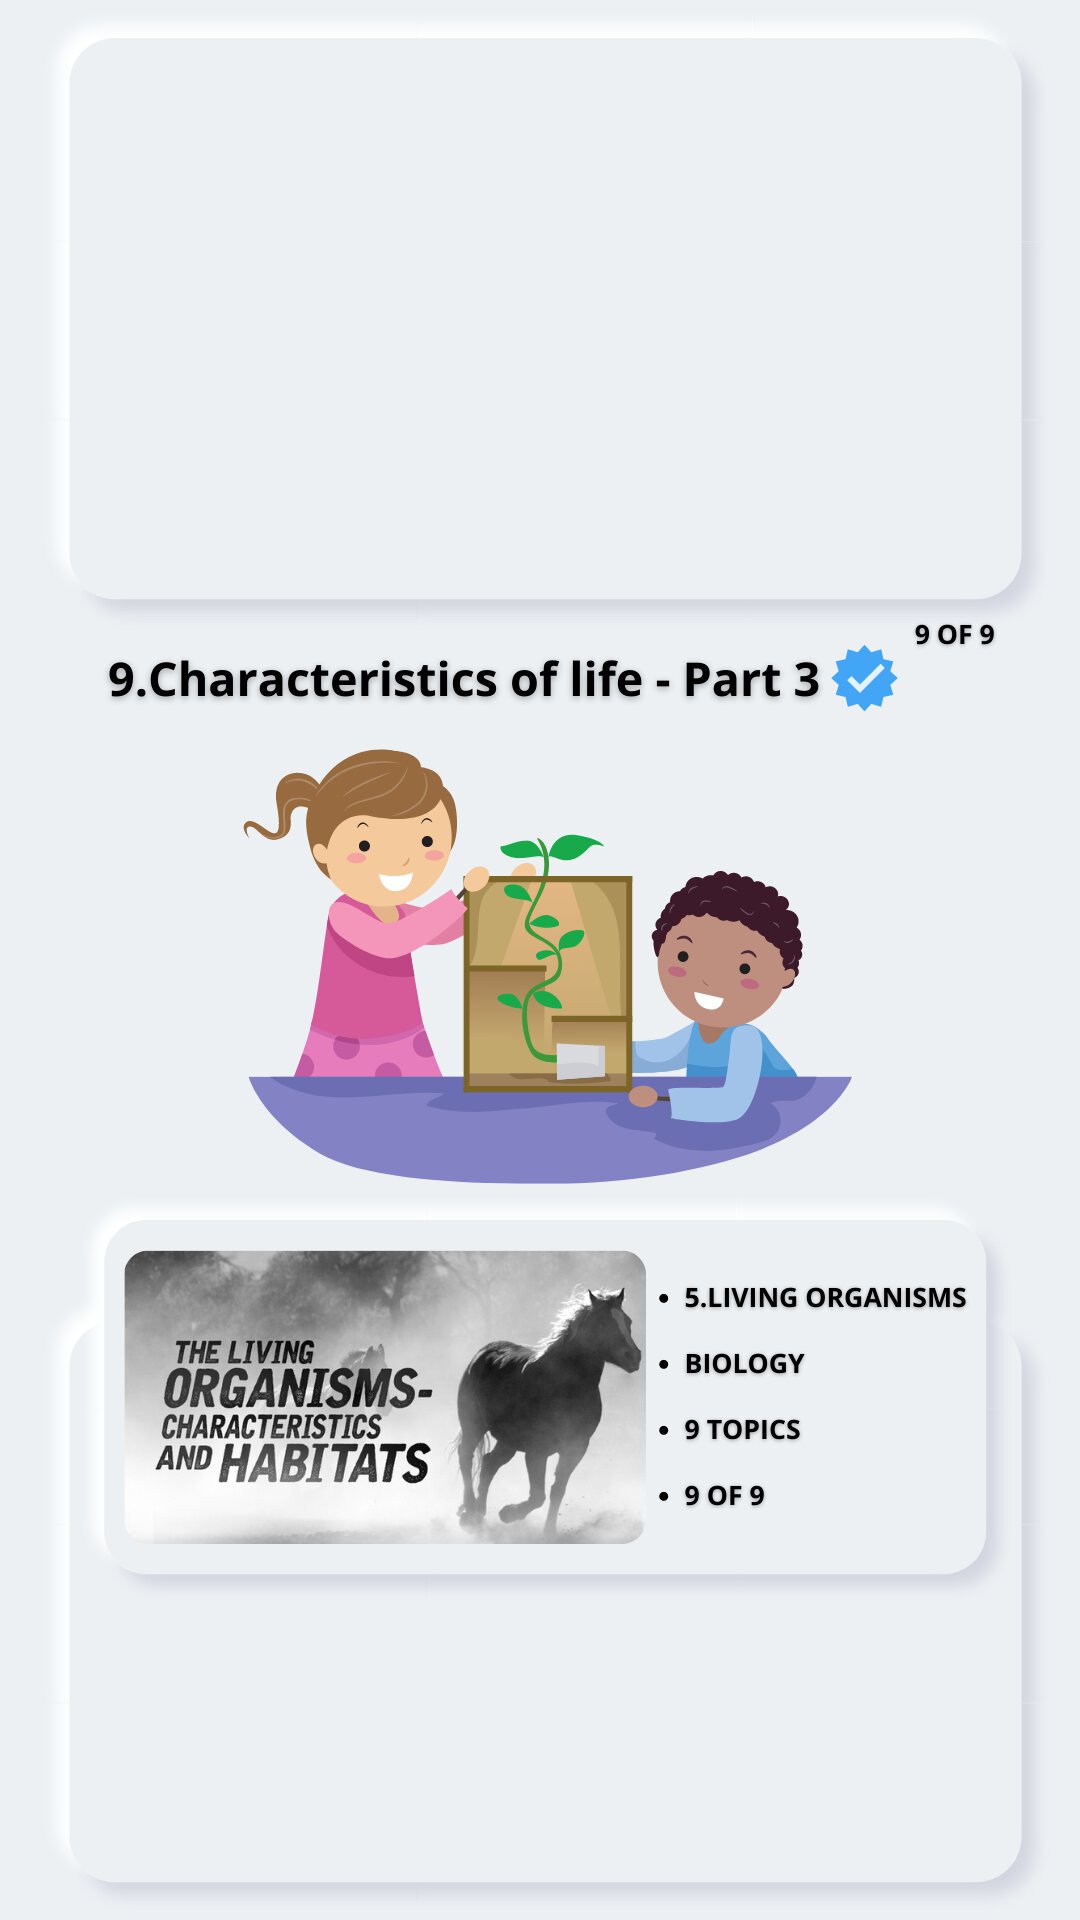 9 OF 9
9.Characteristics of life - Part 3
THE LIVING
ORGANISMS-
CHARACTERISTICS
AND HABITATS
• 5.LIVING ORGANISMS
• BIOLOGY
• 9 TOPICS
• 9 OF 9